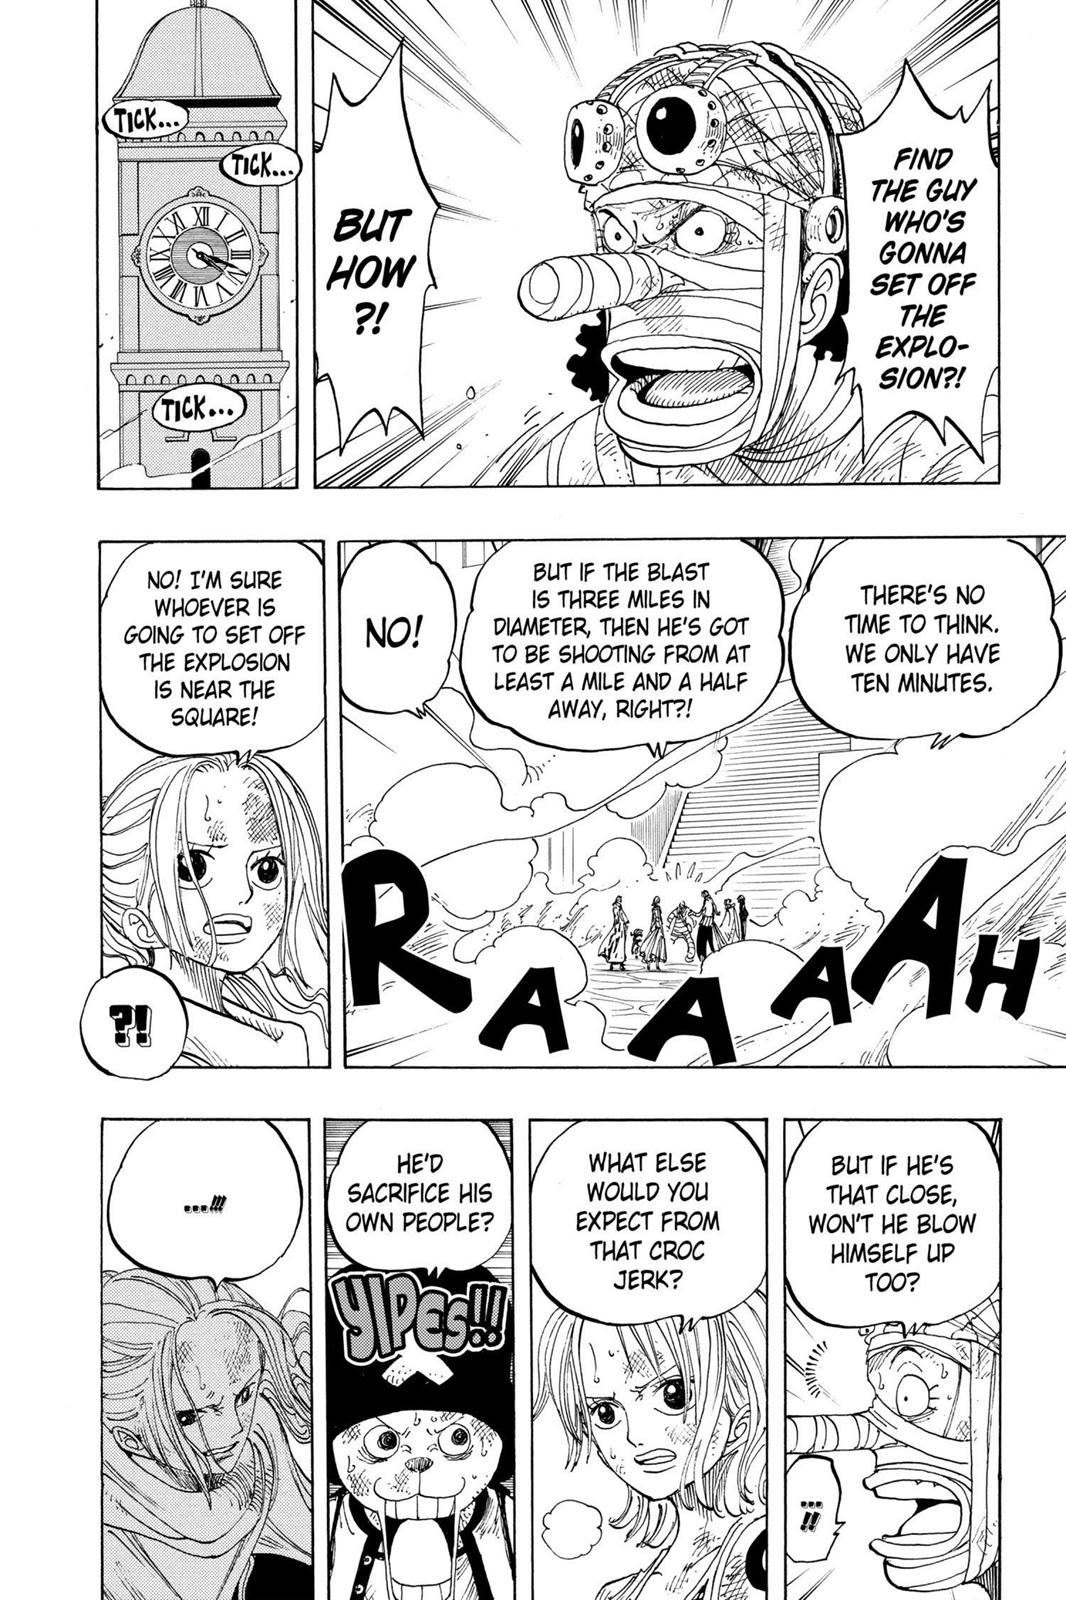 FIND
THE GUY
WHO'S
GONNA
SET OFF
THE
EXPLO-
SION?!
BUT
HOW
?!
TICK...
TICK...
TICK...
THERE'S NO
TIME TO THINK.
WE ONLY HAVE
TEN MINUTES.
BUT IF THE BLAST
IS THREE MILES IN
DIAMETER, THEN HE'S GOT
TO BE SHOOTING FROM AT
LEAST A MILE AND A HALF
AWAY, RIGHT?!
NO!
RAAAAH
NO! I'M SURE
WHOEVER IS
GOING TO SET OFF
THE EXPLOSION
IS NEAR THE
SQUARE!
?!
BUT IF HE'S
THAT CLOSE,
WON'T HE BLOW
HIMSELF UP
TOO?
...!!
WHAT ELSE
WOULD YOU
EXPECT FROM
THAT CROC
JERK?
HE'D
SACRIFICE HIS
OWN PEOPLE?
YIPES!!
...!!!